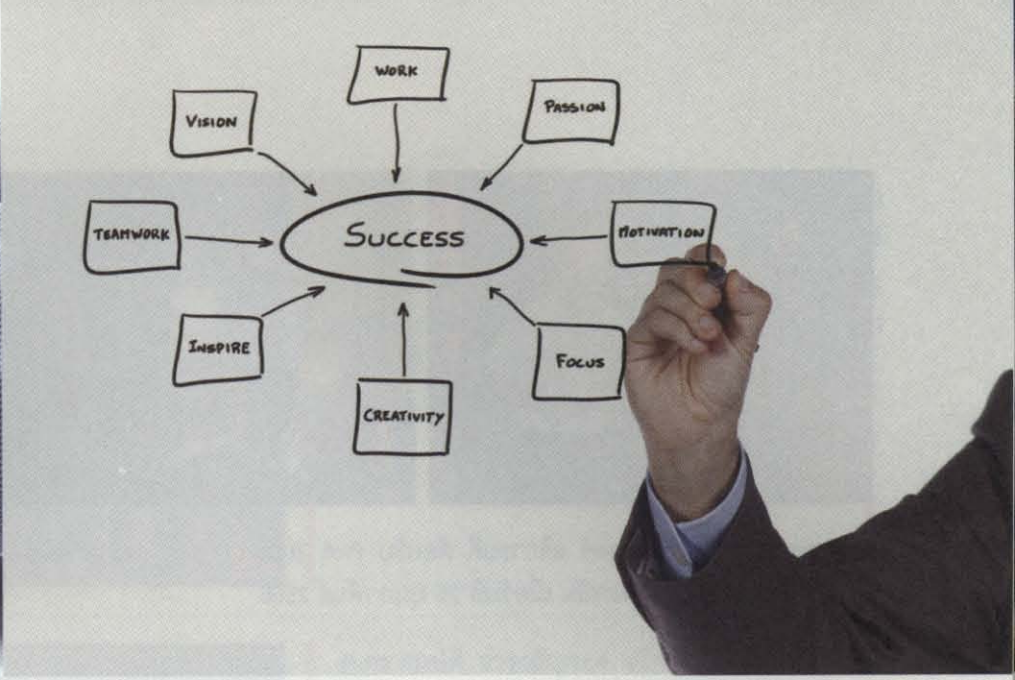 WORK
VISION
PASSION
TEAMWORK
SUCCESS
MOTIVATION
INSPIRE
FOCUS
CREATIVITY